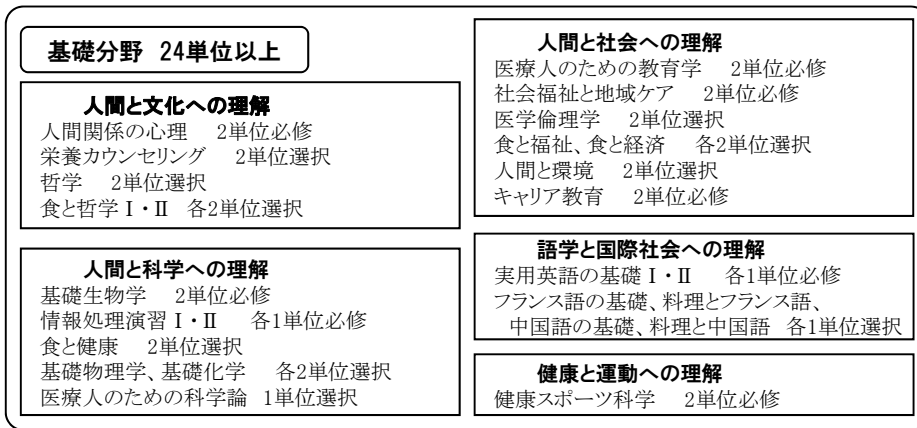 基礎分野 24単位以上
人間と文化への理解
人間関係の心理 2単位必修
栄養カウンセリング 2単位選択
哲学 2単位選択
食と哲学Ⅰ・Ⅱ 各2単位選択
人間と科学への理解
基礎生物学 2単位必修
情報処理演習Ⅰ・Ⅱ 各1単位必修
食と健康 2単位選択
基礎物理学、基礎化学 各2単位選択
医療人のための科学論 1単位選択
人間と社会への理解
医療人のための教育学 2単位必修
社会福祉と地域ケア 2単位必修
医学倫理学 2単位選択
食と福祉、食と経済 各2単位選択
人間と環境 2単位選択
キャリア教育 2単位必修
語学と国際社会への理解
実用英語の基礎Ⅰ・Ⅱ 各1単位必修
フランス語の基礎、料理とフランス語、
中国語の基礎、料理と中国語 各1単位選択
健康と運動への理解
健康スポーツ科学 2単位必修